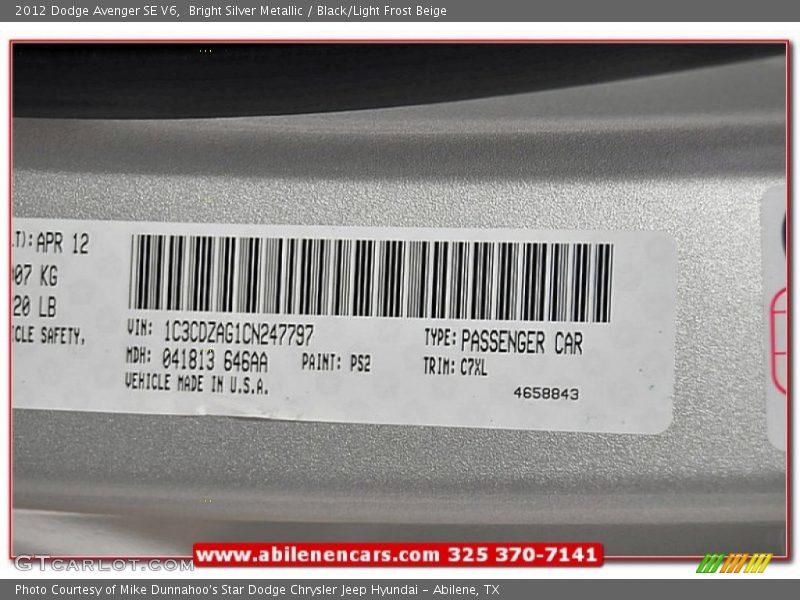 2012 Dodge Avenger SE V6,  Bright Silver Metallic / Black/Light Frost Beige
LT): APR 12
007 KG
20 LB
CLE SAFETY,
VIN: 1C3CDZAG1CN247797
TYPE: PASSENGER CAR
MDH: 041813 646AA
PAINT: PS2
TRIM: C7XL
VEHICLE MADE IN U.S.A.
4658843
www.abilenencars.com 325 370-7141
GTCARLOT.COM
Photo Courtesy of Mike Dunnahoo's Star Dodge Chrysler Jeep Hyundai - Abilene, TX